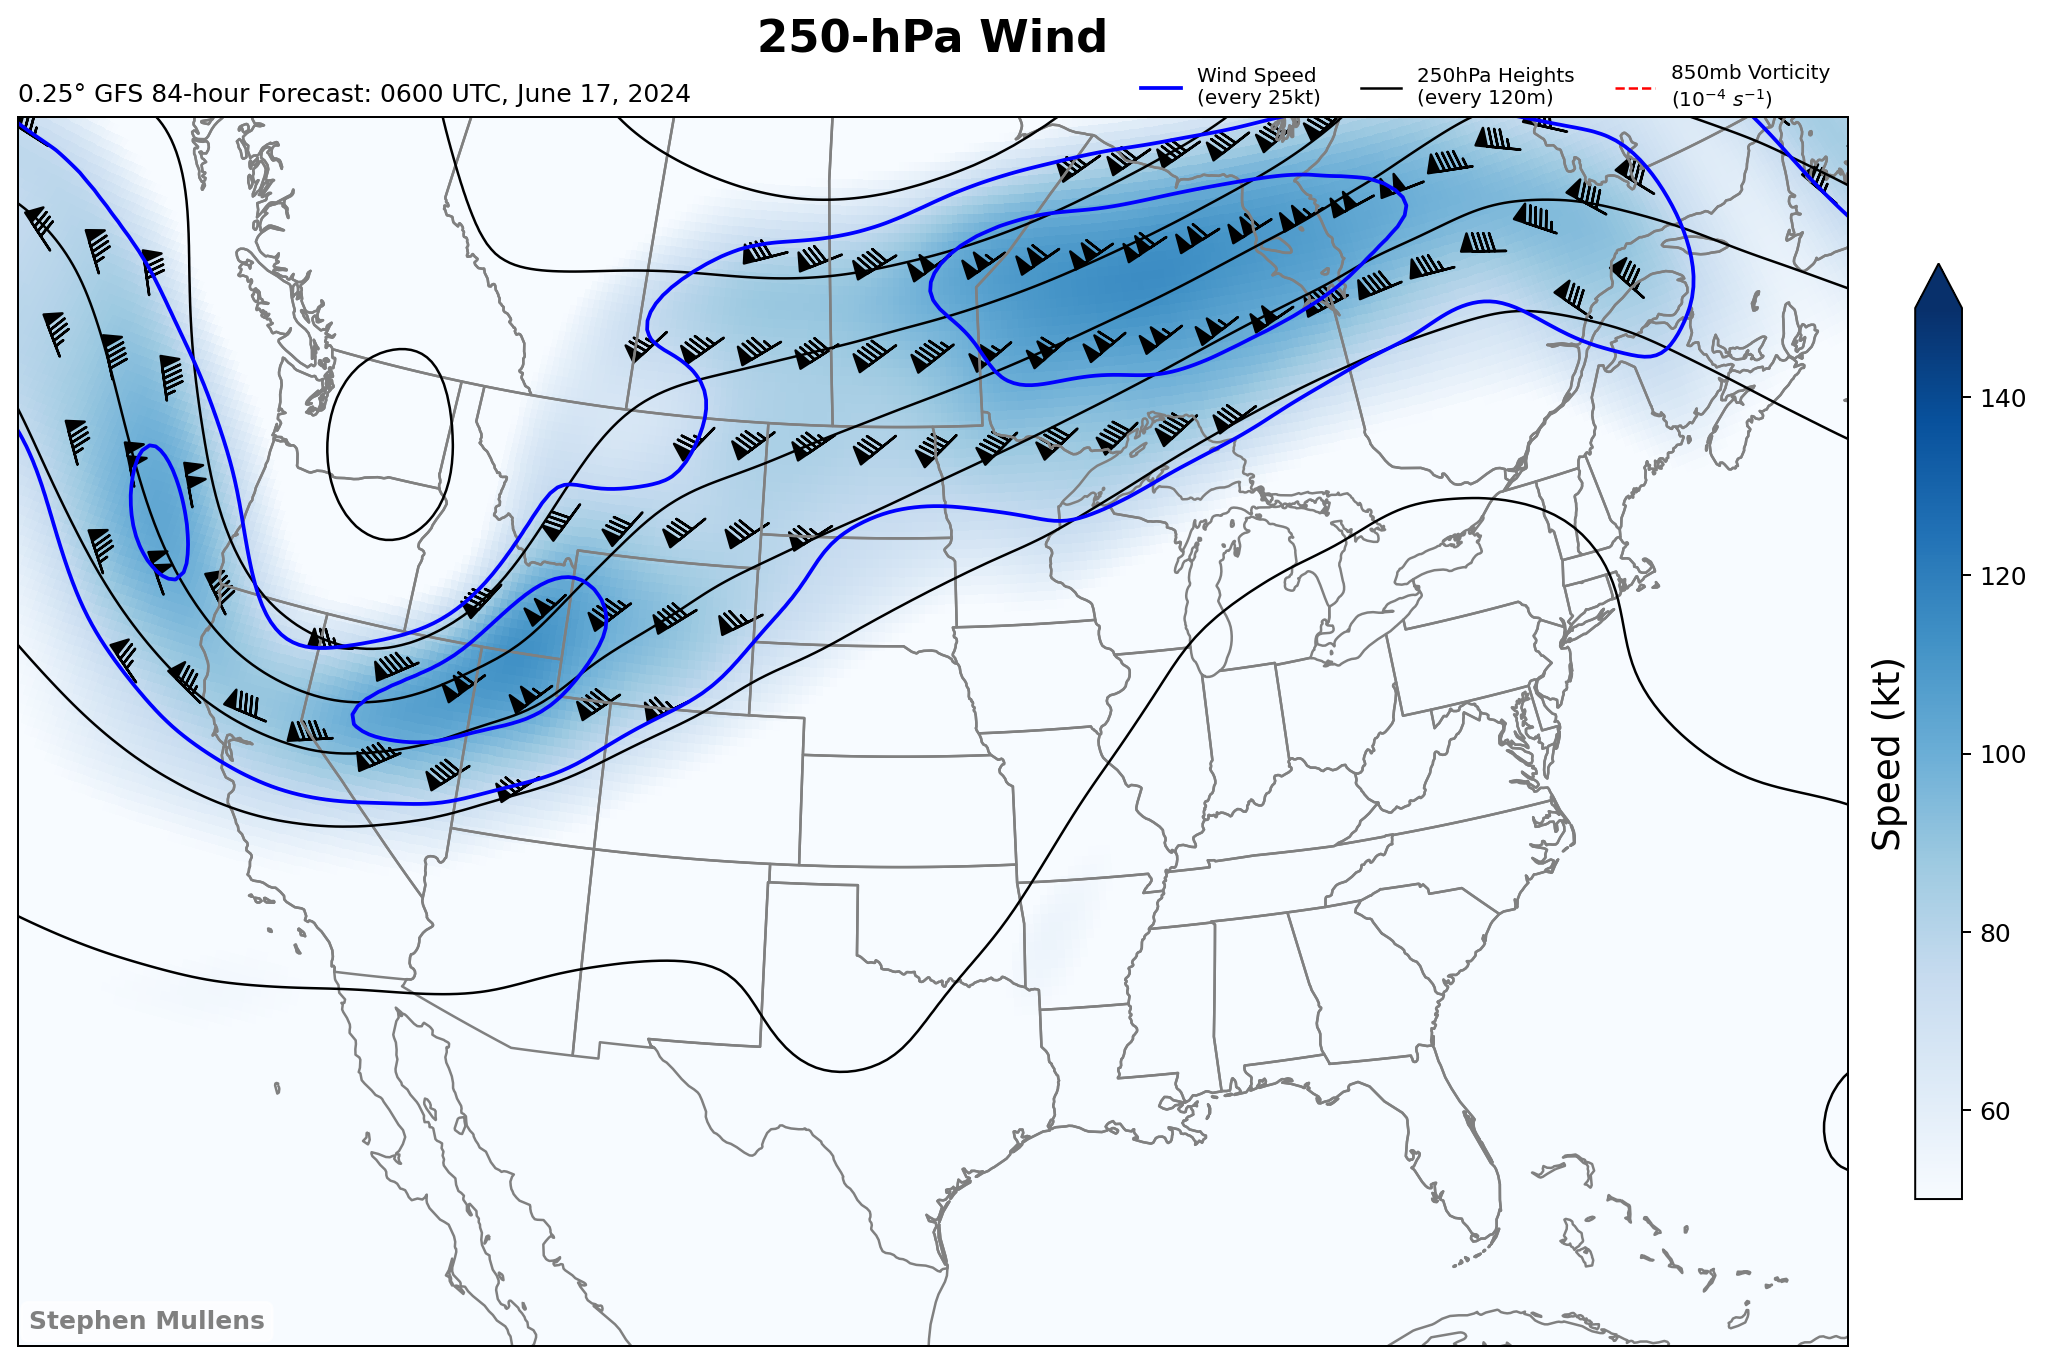 250-hPa Wind
0.25° GFS 84-hour Forecast: 0600 UTC, June 17, 2024
Wind Speed
(every 25kt)
250hPa Heights
(every 120m)
850mb Vorticity
(10⁻⁴ s⁻¹)
140
120
100
80
60
Speed (kt)
Stephen Mullens